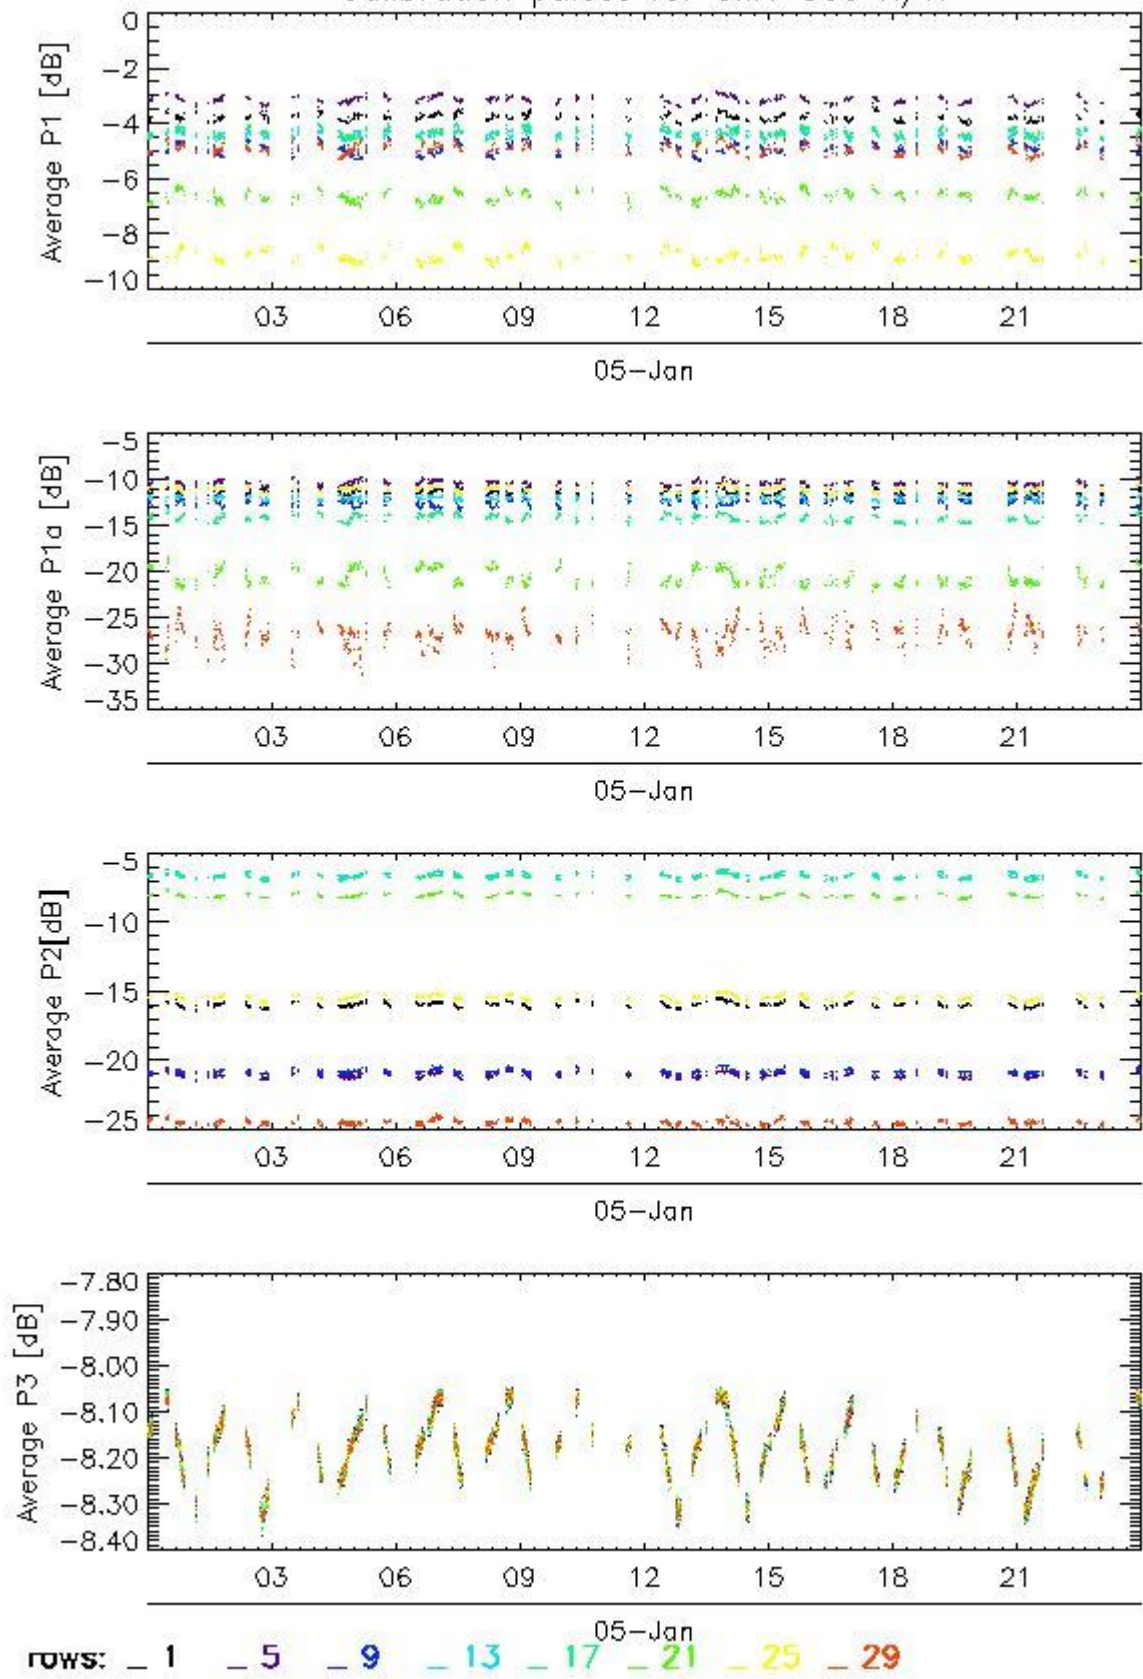 0
-2
-4
-6
-8
-10
Average P1 [dB]
03 06 09 12 15 18 21
05-Jan
-5
-10
-15
-20
-25
-30
-35
Average P1a [dB]
03 06 09 12 15 18 21
05-Jan
-5
-10
-15
-20
-25
Average P2[dB]
03 06 09 12 15 18 21
05-Jan
-7.80
-7.90
-8.00
-8.10
-8.20
-8.30
-8.40
Average P3 [dB]
03 06 09 12 15 18 21
05-Jan
rows: _ 1 _ 5 _ 9 _ 13 _ 17 _ 21 _ 25 _ 29